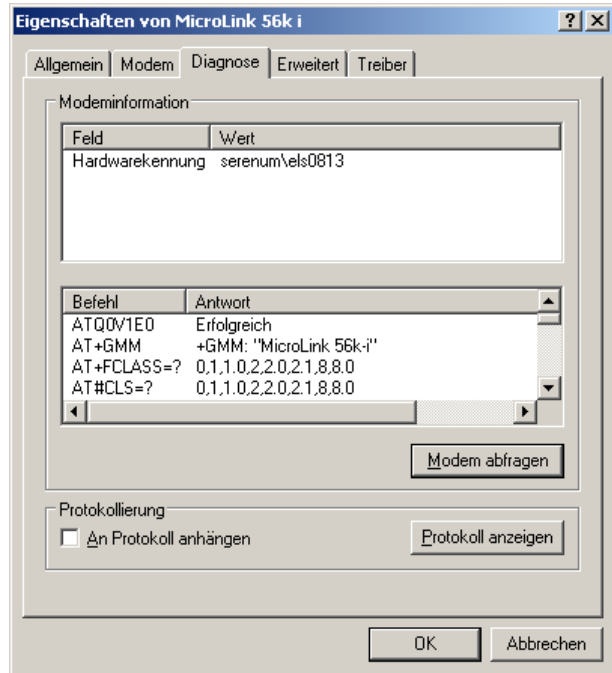 Eigenschaften von MicroLink 56k i
Allgemein Modem Diagnose Erweitert Treiber
Modeminformation
Feld Wert
Hardwarekennung serenum\els0813
Befehl Antwort
ATQ0V1E0 Erfolgreich
AT+GMM +GMM: "MicroLink 56k-i"
AT+FCLASS=? 0,1,1.0,2,2.0,2.1,8,8.0
AT#CLS=? 0,1,1.0,2,2.0,2.1,8,8.0
Modem abfragen
Protokollierung
An Protokoll anhängen Protokoll anzeigen
OK Abbrechen